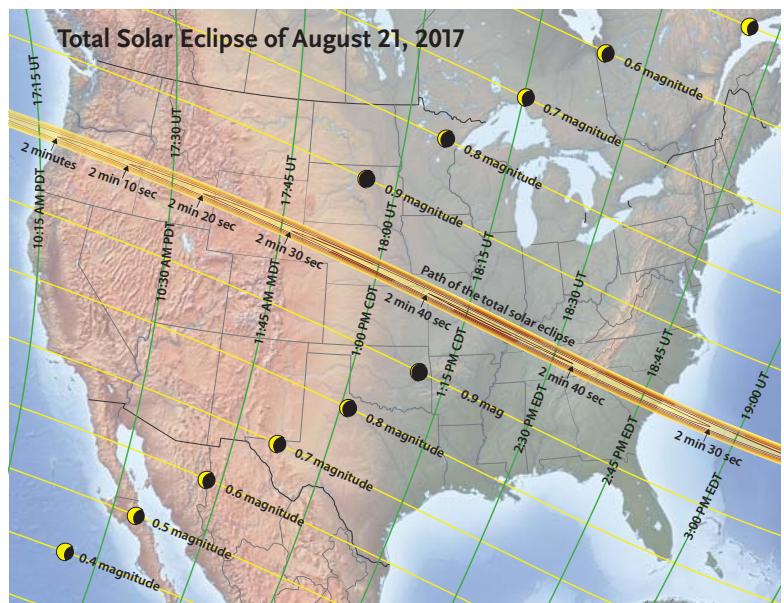 Total Solar Eclipse of August 21, 2017
0.6 magnitude
0.7 magnitude
0.8 magnitude
0.9 magnitude
17:15 UT
17:30 UT
17:45 UT
18:00 UT
18:15 UT
18:30 UT
18:45 UT
19:00 UT
2 minutes
2 min 10 sec
2 min 20 sec
2 min 30 sec
2 min 40 sec
Path of the total solar eclipse
2 min 40 sec
2 min 30 sec
10:15 AM PDT
10:30 AM PDT
11:45 AM MDT
1:00 PM CDT
1:15 PM CDT
2:30 PM EDT
2:45 PM EDT
3:00 PM EDT
0.9 mag
0.8 magnitude
0.7 magnitude
0.6 magnitude
0.5 magnitude
0.4 magnitude